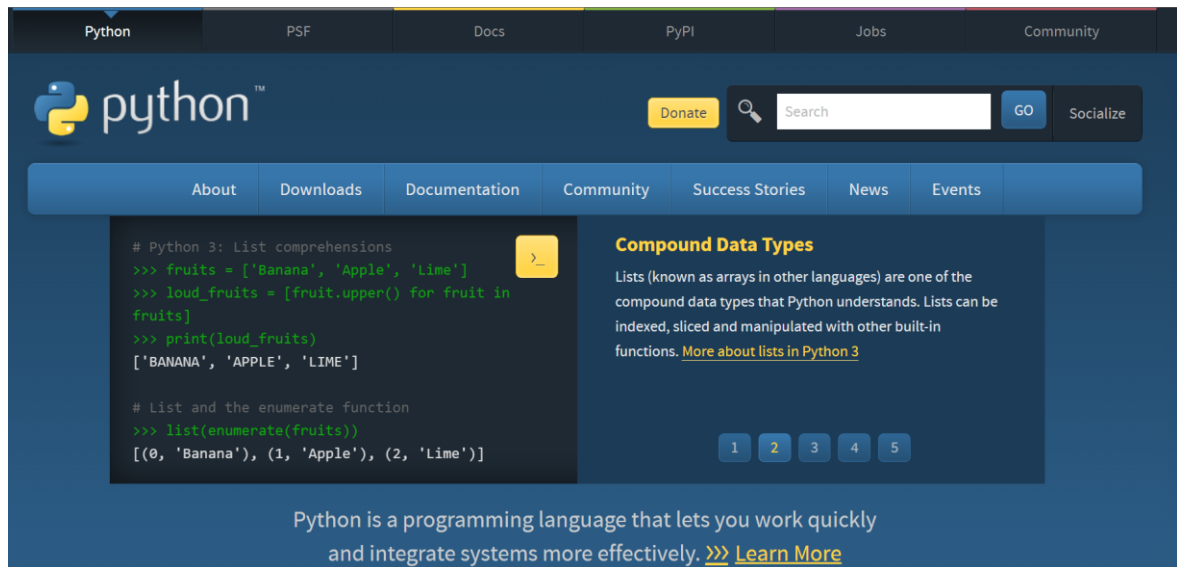 Python PSF Docs PyPI Jobs Community
python™
Donate Search GO Socialize
About Downloads Documentation Community Success Stories News Events
# Python 3: List comprehensions
>>> fruits = ['Banana', 'Apple', 'Lime']
>>> loud_fruits = [fruit.upper() for fruit in
fruits]
>>> print(loud_fruits)
['BANANA', 'APPLE', 'LIME']
# List and the enumerate function
>>> list(enumerate(fruits))
[(0, 'Banana'), (1, 'Apple'), (2, 'Lime')]
>_
Compound Data Types
Lists (known as arrays in other languages) are one of the
compound data types that Python understands. Lists can be
indexed, sliced and manipulated with other built-in
functions. More about lists in Python 3
1 2 3 4 5
Python is a programming language that lets you work quickly
and integrate systems more effectively. >>> Learn More